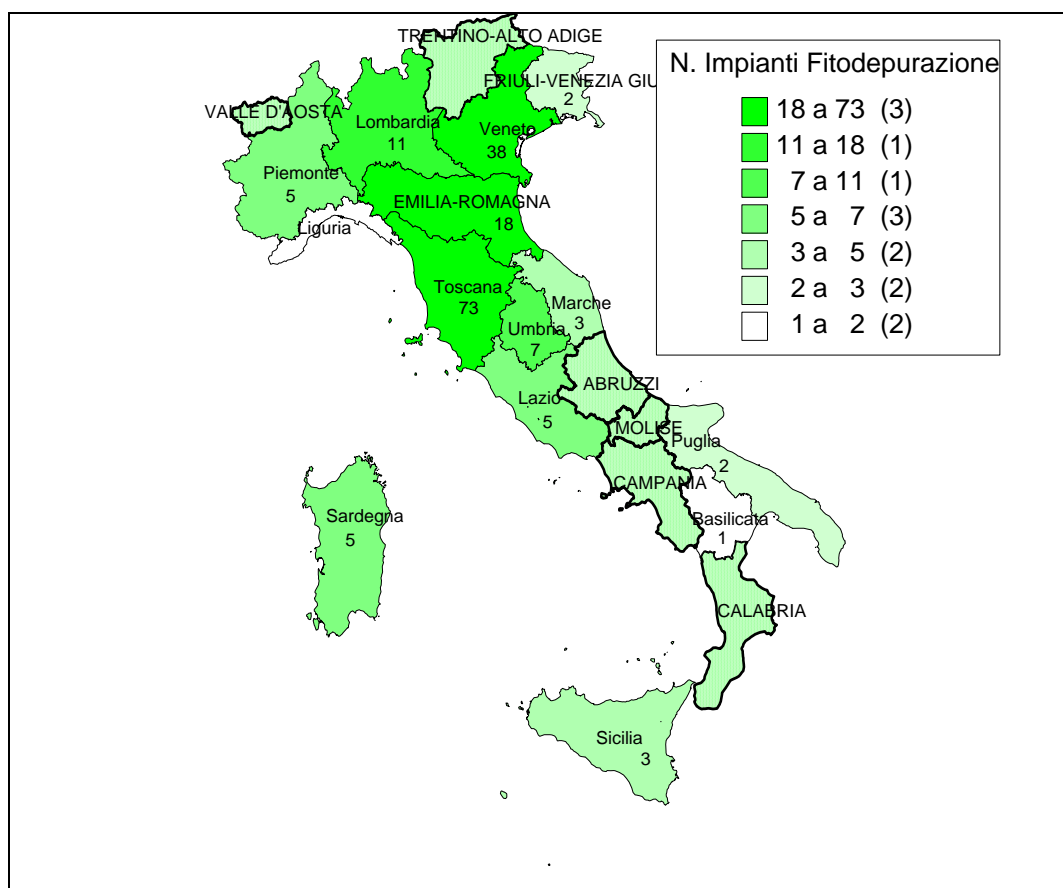 TRENTINO-ALTO ADIGE
FRIULI-VENEZIA GIU
2
VALLE D'AOSTA
Lombardia
11
Veneto
38
Piemonte
5
EMILIA-ROMAGNA
18
Liguria
Toscana
73
Marche
3
Umbria
7
ABRUZZI
Lazio
5
MOLISE
Puglia
2
CAMPANIA
Basilicata
1
Sardegna
5
CALABRIA
Sicilia
3
N. Impianti Fitodepurazione
18 a 73 (3)
11 a 18 (1)
7 a 11 (1)
5 a 7 (3)
3 a 5 (2)
2 a 3 (2)
1 a 2 (2)